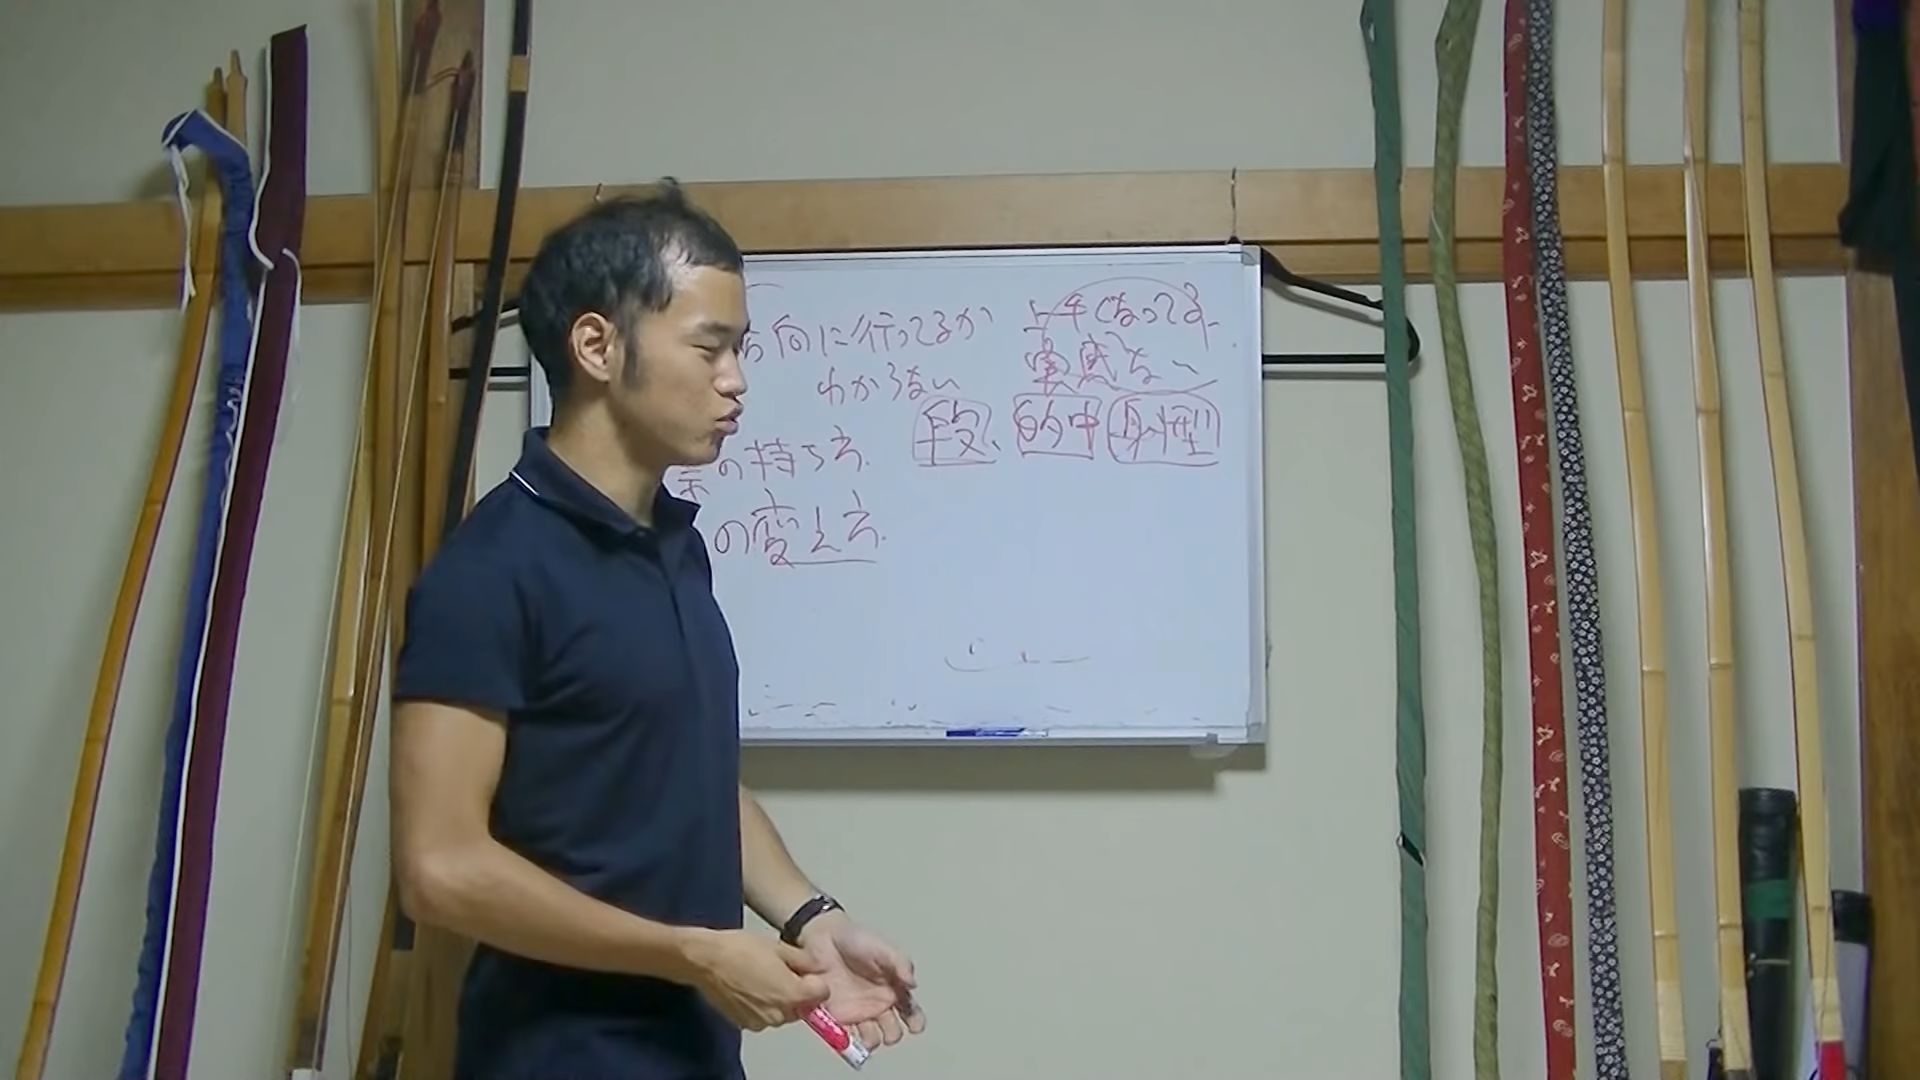 方向に行ってるか
わからない
の持ち方.
の変え方.
上手くなってる
実感ない
段、的中 射型